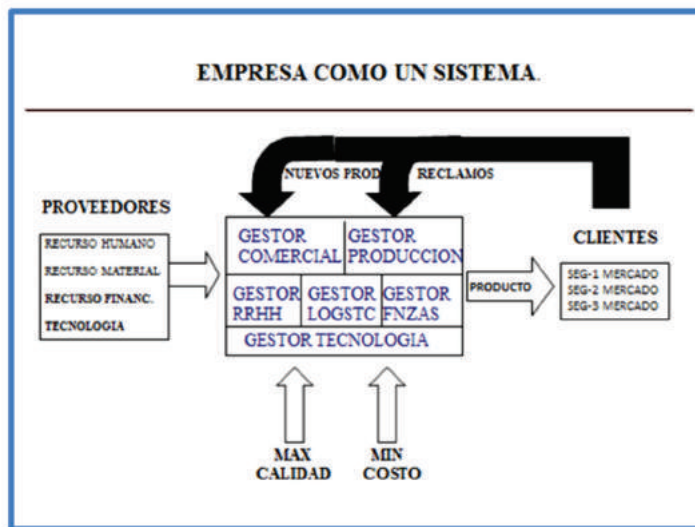 EMPRESA COMO UN SISTEMA.
NUEVOS PROD
RECLAMOS
PROVEEDORES
RECURSO HUMANO
RECURSO MATERIAL
RECURSO FINANC.
TECNOLOGIA
GESTOR
COMERCIAL
GESTOR
PRODUCCION
GESTOR
RRHH
GESTOR
LOGSTC
GESTOR
FNZAS
GESTOR TECNOLOGIA
PRODUCTO
CLIENTES
SEG-1 MERCADO
SEG-2 MERCADO
SEG-3 MERCADO
MAX
CALIDAD
MIN
COSTO